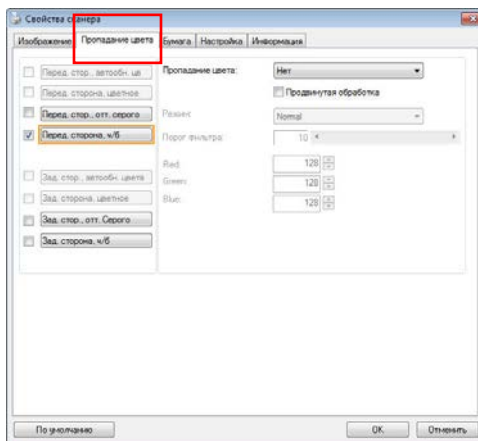 Свойства сканера
Изображение Пропадание цвета Бумага Настройка Информация
Перед. стор., автообн. цв Пропадание цвета: Нет
Перед. сторона, цветное Продвинутая обработка
Перед. стор., отт. серого Режим: Normal
Перед. сторона, ч/б Порог фильтра: 10
Red: 128
Зад. стор., автообн. цвета Green: 128
Зад. сторона, цветное Blue: 128
Зад. стор., отт. Серого
Зад. сторона, ч/б
По умолчанию OK Отменить